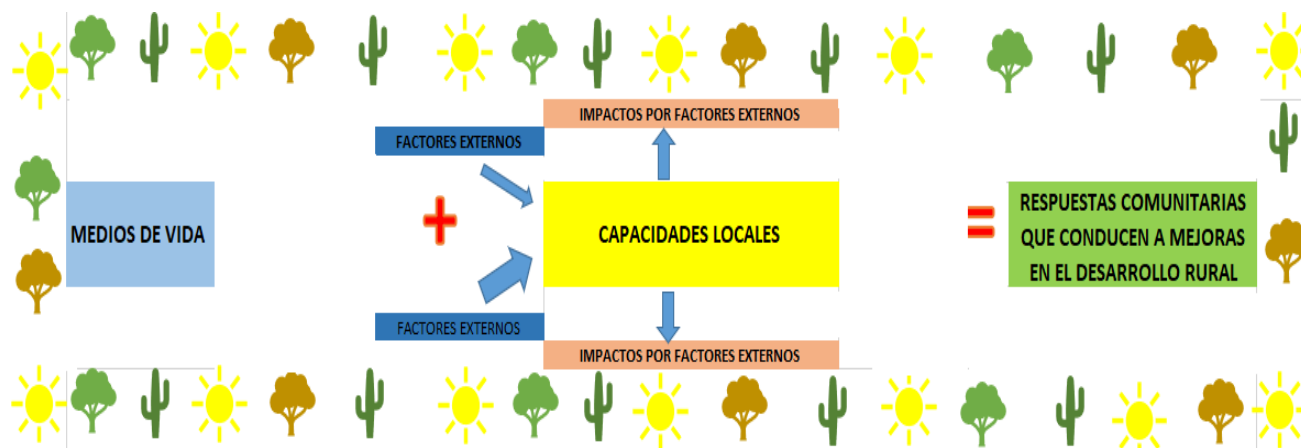 IMPACTOS POR FACTORES EXTERNOS
FACTORES EXTERNOS
MEDIOS DE VIDA
+
CAPACIDADES LOCALES
=
RESPUESTAS COMUNITARIAS
QUE CONDUCEN A MEJORAS
EN EL DESARROLLO RURAL
FACTORES EXTERNOS
IMPACTOS POR FACTORES EXTERNOS